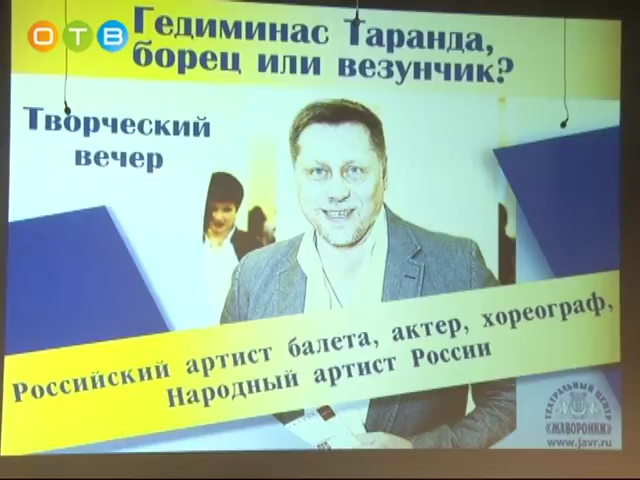 ОТВ
Гедиминас Таранда,
борец или везунчик?
Творческий
вечер
Российский артист балета, актер, хореограф,
Народный артист России
ТЕАТРАЛЬНЫЙ ЦЕНТР
«ЖАВОРОНКИ»
www.javr.ru